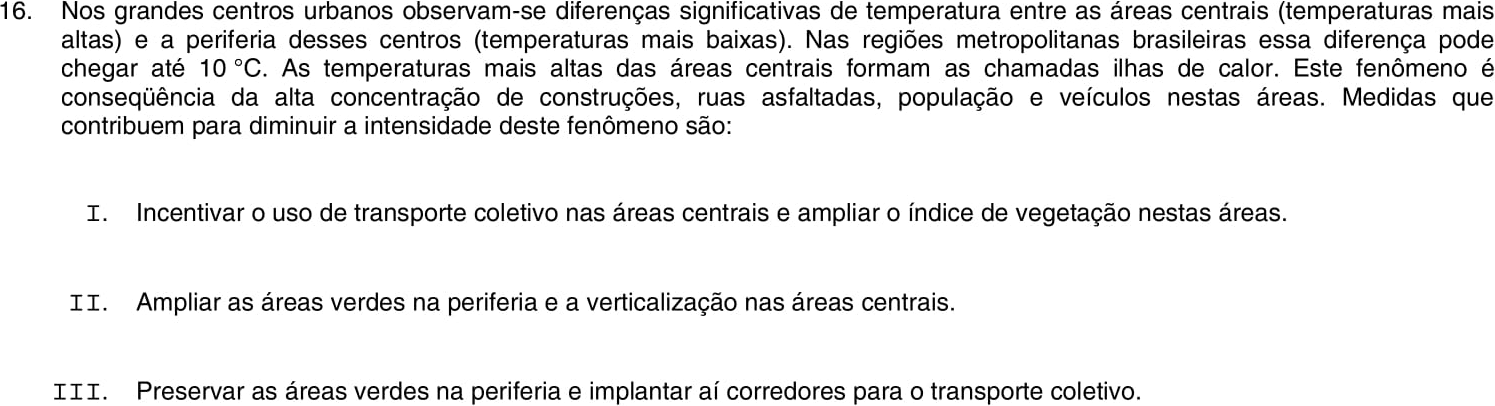 16. Nos grandes centros urbanos observam-se diferenças significativas de temperatura entre as áreas centrais (temperaturas mais
altas) e a periferia desses centros (temperaturas mais baixas). Nas regiões metropolitanas brasileiras essa diferença pode
chegar até 10 °C. As temperaturas mais altas das áreas centrais formam as chamadas ilhas de calor. Este fenômeno é
conseqüência da alta concentração de construções, ruas asfaltadas, população e veículos nestas áreas. Medidas que
contribuem para diminuir a intensidade deste fenômeno são:
I. Incentivar o uso de transporte coletivo nas áreas centrais e ampliar o índice de vegetação nestas áreas.
II. Ampliar as áreas verdes na periferia e a verticalização nas áreas centrais.
III. Preservar as áreas verdes na periferia e implantar aí corredores para o transporte coletivo.